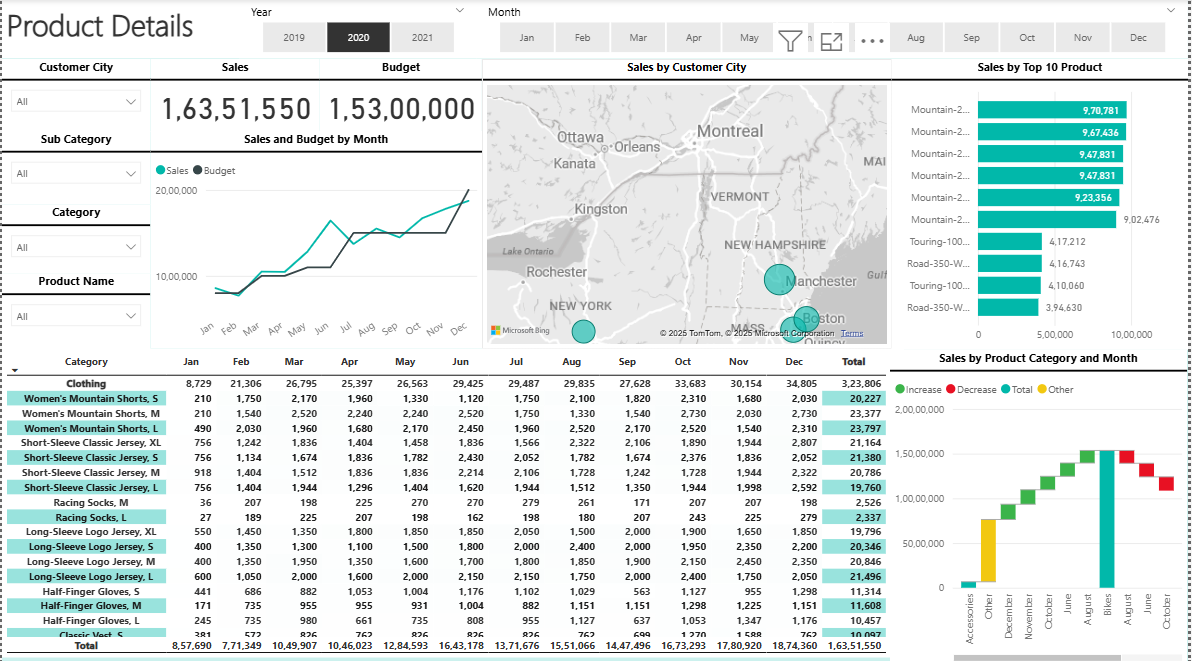 Product Details
Year
2019 2020 2021
Month
Jan Feb Mar Apr May n Aug Sep Oct Nov Dec
Customer City
All
Sub Category
All
Category
All
Product Name
All
Sales
1,63,51,550
Budget
1,53,00,000
Sales and Budget by Month
Sales Budget
20,00,000
10,00,000
Jan Feb Mar Apr May Jun Jul Aug Sep Oct Nov Dec
Sales by Customer City
Ottawa
Orleans
Montreal
Kanata
MAI
VERMONT
Kingston
NEW HAMPSHIRE
Lake Ontario
Rochester
Gulf
Manchester
NEW YORK
Boston
MASS
Quincy
Microsoft Bing
© 2025 TomTom, © 2025 Microsoft Corporation Terms
Sales by Top 10 Product
Mountain-2... 9,70,781
Mountain-2... 9,67,436
Mountain-2... 9,47,831
Mountain-2... 9,47,831
Mountain-2... 9,23,356
Mountain-2... 9,02,476
Touring-100... 4,17,212
Road-350-W... 4,16,743
Touring-100... 4,10,060
Road-350-W... 3,94,630
0 5,00,000 10,00,000
Category Jan Feb Mar Apr May Jun Jul Aug Sep Oct Nov Dec Total
Clothing 8,729 21,306 26,795 25,397 26,563 29,425 29,487 29,835 27,628 33,683 30,154 34,805 3,23,806
Women's Mountain Shorts, S 210 1,750 2,170 1,960 1,330 1,120 1,750 2,100 1,820 2,310 1,680 2,030 20,227
Women's Mountain Shorts, M 210 1,540 2,520 2,240 2,240 2,520 1,750 1,330 1,540 2,730 2,030 2,730 23,377
Women's Mountain Shorts, L 490 2,030 1,960 1,680 2,170 2,450 1,960 2,520 2,170 2,520 1,540 2,310 23,797
Short-Sleeve Classic Jersey, XL 756 1,242 1,836 1,404 1,458 1,836 1,566 2,322 2,106 1,890 1,944 2,807 21,164
Short-Sleeve Classic Jersey, S 756 1,134 1,674 1,836 1,782 2,430 2,052 1,782 1,674 2,376 1,836 2,052 21,380
Short-Sleeve Classic Jersey, M 918 1,404 1,512 1,836 1,836 2,214 2,106 1,728 1,242 1,728 1,944 2,322 20,786
Short-Sleeve Classic Jersey, L 756 1,404 1,944 1,296 1,404 1,620 1,944 1,512 1,350 1,944 1,998 2,592 19,760
Racing Socks, M 36 207 198 225 270 270 279 261 171 207 207 198 2,526
Racing Socks, L 27 189 225 207 198 162 198 180 207 243 225 279 2,337
Long-Sleeve Logo Jersey, XL 550 1,450 1,350 1,800 1,850 1,850 2,050 1,500 2,000 1,900 1,650 1,850 19,796
Long-Sleeve Logo Jersey, S 400 1,350 1,300 1,100 1,500 1,800 2,000 2,400 2,000 1,950 2,350 2,200 20,346
Long-Sleeve Logo Jersey, M 400 1,350 1,950 1,350 1,600 1,700 1,800 1,850 1,900 2,150 2,450 2,350 20,846
Long-Sleeve Logo Jersey, L 600 1,050 2,000 1,600 2,000 2,150 2,150 1,750 2,000 2,400 1,750 2,050 21,496
Half-Finger Gloves, S 441 686 882 1,053 1,004 1,176 1,102 1,029 563 1,127 955 1,298 11,314
Half-Finger Gloves, M 171 735 955 955 931 1,004 882 1,151 1,151 1,298 1,225 1,151 11,608
Half-Finger Gloves, L 245 735 980 661 735 808 955 1,127 637 1,053 1,347 1,176 10,457
Classic Vest, S 381 572 826 762 826 826 826 762 699 1,270 1,588 762 10,097
Total 8,57,690 7,71,349 10,49,907 10,46,023 12,84,593 16,43,178 13,71,676 15,51,066 14,47,496 16,73,293 17,80,920 18,74,360 1,63,51,550
Sales by Product Category and Month
Increase Decrease Total Other
2,00,00,000
1,50,00,000
1,00,00,000
50,00,000
0
Accessories Other December November October June August Bikes August June October